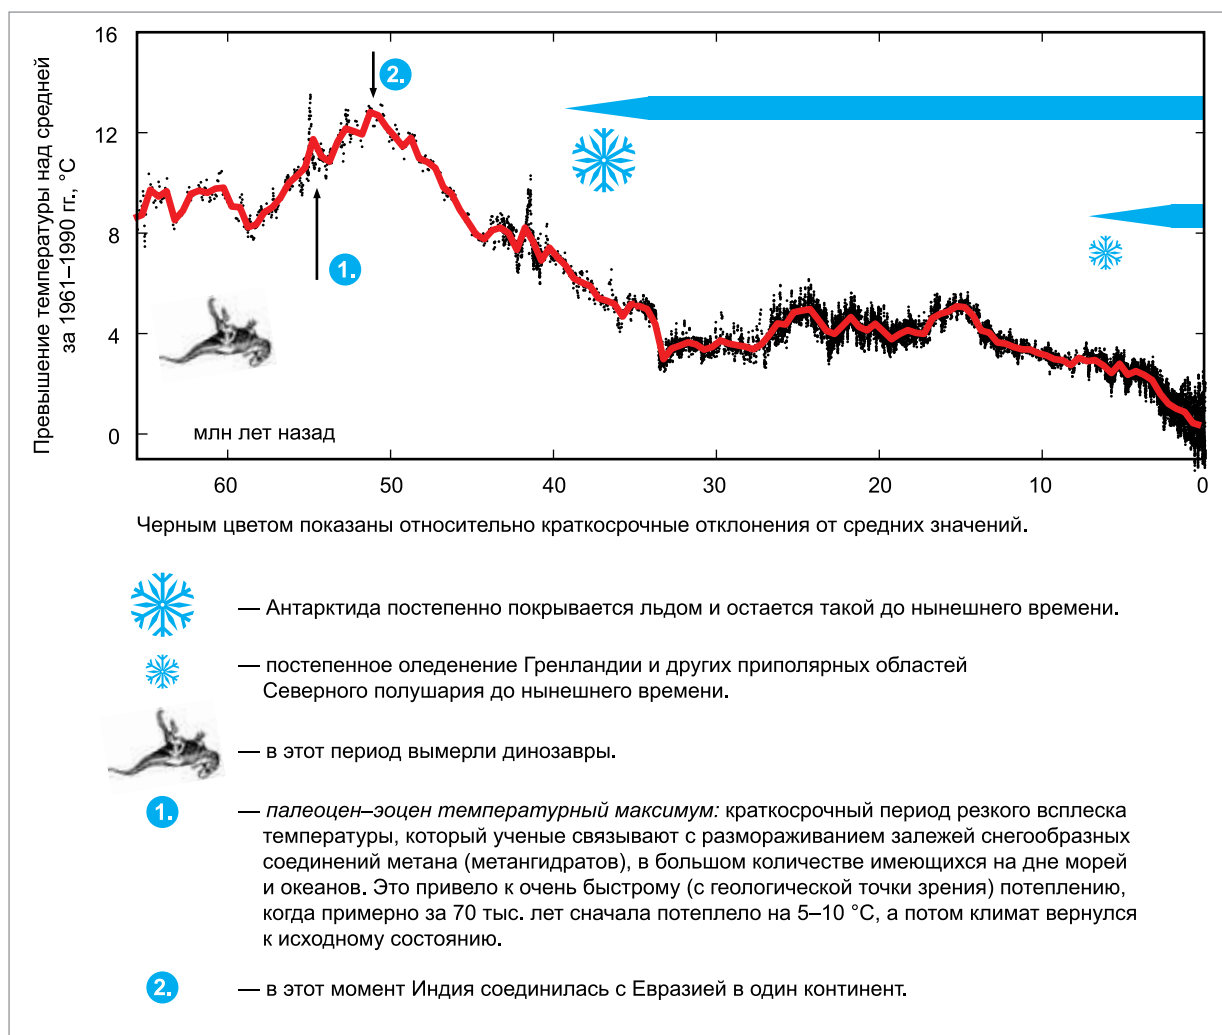 Превышение температуры над средней
за 1961–1990 гг., °C
16
12
8
4
0
2.
1.
млн лет назад
60
50
40
30
20
10
0
Черным цветом показаны относительно краткосрочные отклонения от средних значений.
— Антарктида постепенно покрывается льдом и остается такой до нынешнего времени.
— постепенное оледенение Гренландии и других приполярных областей
Северного полушария до нынешнего времени.
— в этот период вымерли динозавры.
1.
— палеоцен–эоцен температурный максимум: краткосрочный период резкого всплеска
температуры, который ученые связывают с размораживанием залежей снегообразных
соединений метана (метангидратов), в большом количестве имеющихся на дне морей
и океанов. Это привело к очень быстрому (с геологической точки зрения) потеплению,
когда примерно за 70 тыс. лет сначала потеплело на 5–10 °C, а потом климат вернулся
к исходному состоянию.
2.
— в этот момент Индия соединилась с Евразией в один континент.